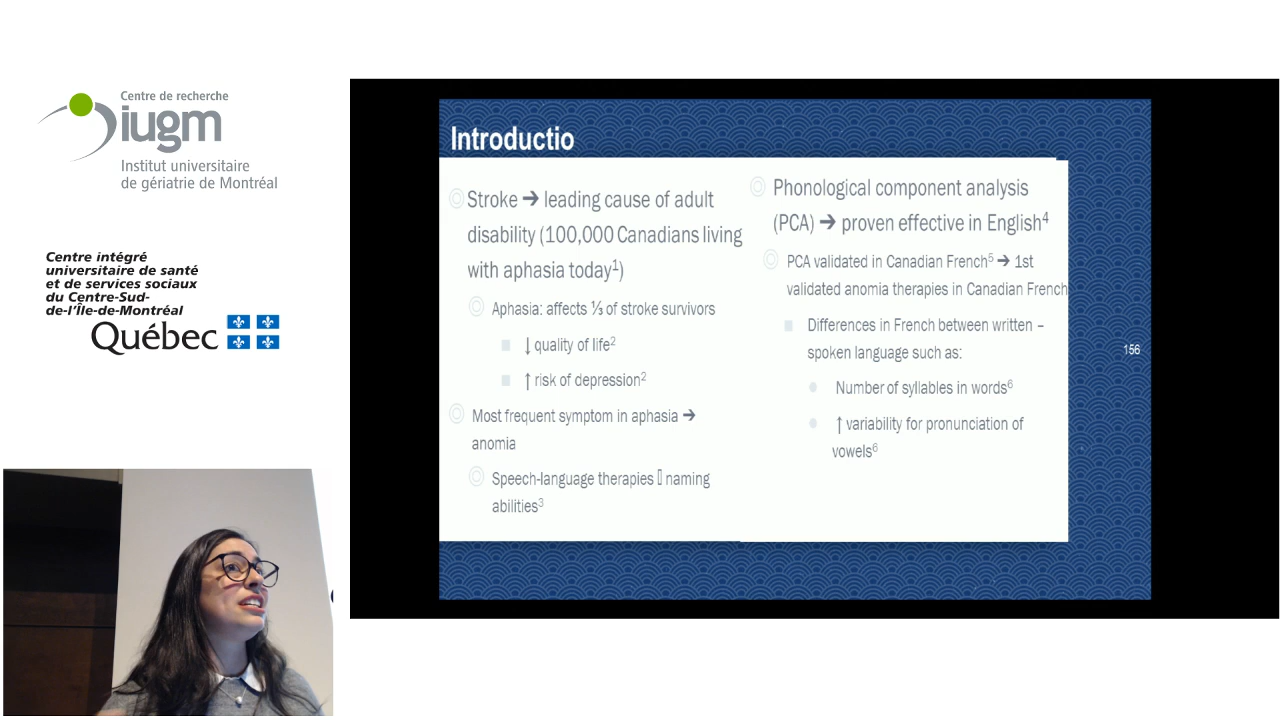 Centre de recherche
iugm
Institut universitaire
de gériatrie de Montréal
Centre intégré
universitaire de santé
et de services sociaux
du Centre-Sud-
de-l'Île-de-Montréal
Québec
Introductio
Stroke ➔ leading cause of adult
disability (100,000 Canadians living
with aphasia today¹)
Aphasia: affects ⅓ of stroke survivors
↓ quality of life²
↑ risk of depression²
Most frequent symptom in aphasia ➔
anomia
Speech-language therapies ▯ naming
abilities³
Phonological component analysis
(PCA) ➔ proven effective in English⁴
PCA validated in Canadian French⁵ ➔ 1st
validated anomia therapies in Canadian French
Differences in French between written –
spoken language such as:
Number of syllables in words⁶
↑ variability for pronunciation of
vowels⁶
156